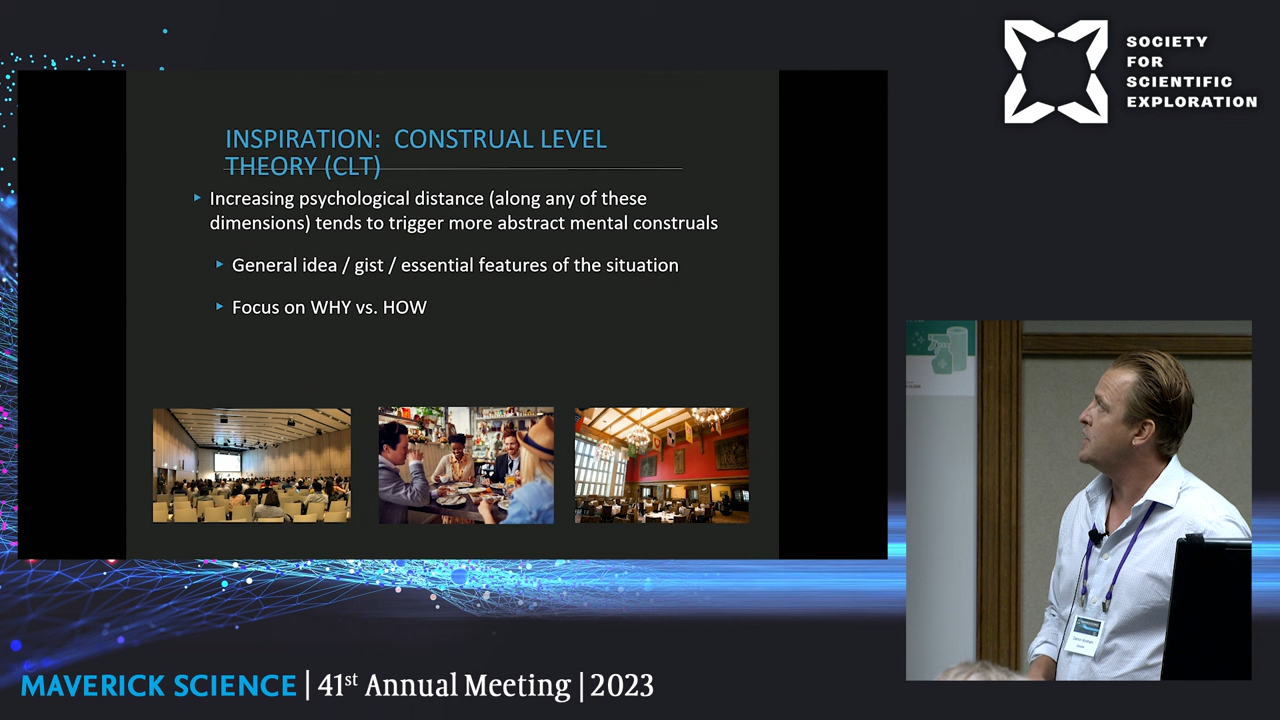 SOCIETY
FOR
SCIENTIFIC
EXPLORATION
INSPIRATION:  CONSTRUAL LEVEL
THEORY (CLT)
Increasing psychological distance (along any of these
dimensions) tends to trigger more abstract mental construals
General idea / gist / essential features of the situation
Focus on WHY vs. HOW
MAVERICK SCIENCE | 41st Annual Meeting | 2023